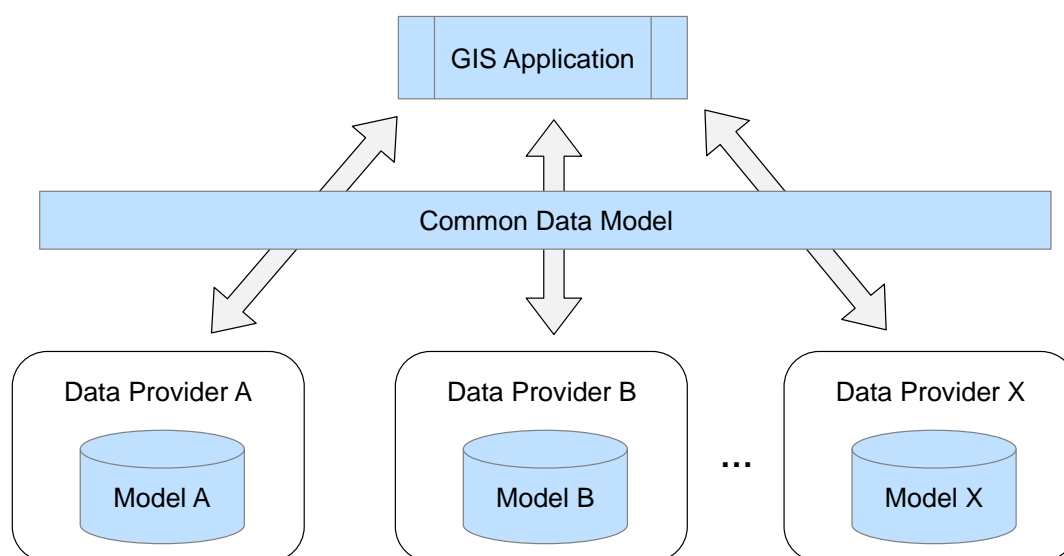 GIS Application
Common Data Model
Data Provider A
Data Provider B
Data Provider X
...
Model A
Model B
Model X